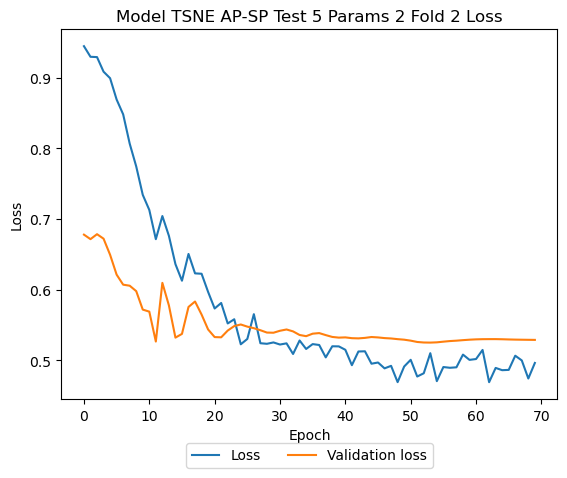 Model TSNE AP-SP Test 5 Params 2 Fold 2 Loss
Loss
0.9
0.8
0.7
0.6
0.5
0 10 20 30 40 50 60 70
Epoch
Loss Validation loss